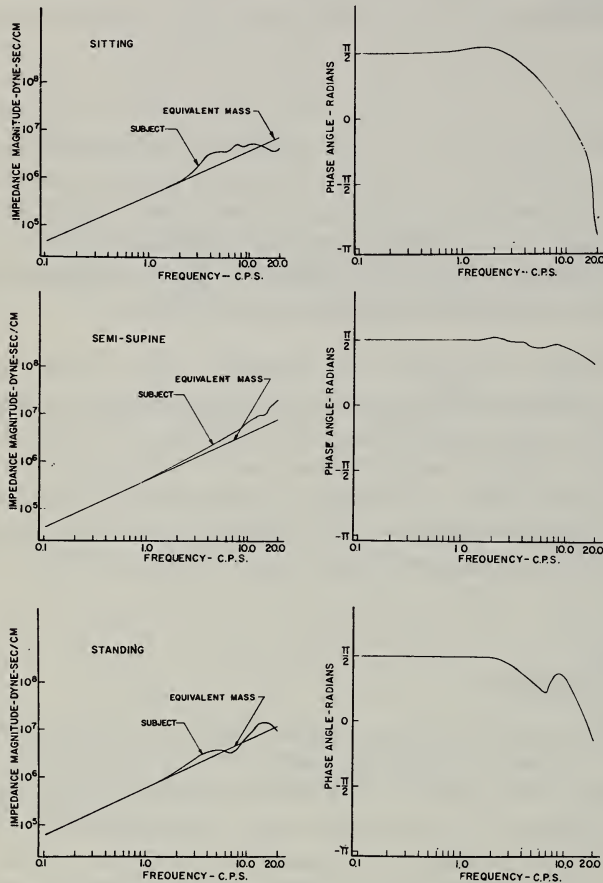 SITTING
IMPEDANCE MAGNITUDE-DYNE-SEC/CM
10⁸
10⁷
10⁶
10⁵
EQUIVALENT MASS
SUBJECT
0.1
1.0
10.0
20.0
FREQUENCY - C.P.S.
PHASE ANGLE - RADIANS
π/2
0
-π/2
-π
0.1
1.0
10.0
20.0
FREQUENCY - C.P.S.
SEMI-SUPINE
IMPEDANCE MAGNITUDE-DYNE-SEC/CM
10⁸
10⁷
10⁶
10⁵
EQUIVALENT MASS
SUBJECT
0.1
1.0
10.0
20.0
FREQUENCY - C.P.S.
PHASE ANGLE - RADIANS
π/2
0
-π/2
-π
0.1
1.0
10.0
20.0
FREQUENCY - C.P.S.
STANDING
IMPEDANCE MAGNITUDE-DYNE-SEC/CM
10⁸
10⁷
10⁶
10⁵
EQUIVALENT MASS
SUBJECT
0.1
1.0
10.0
20.0
FREQUENCY - C.P.S.
PHASE ANGLE - RADIANS
π/2
0
-π/2
-π
0.1
1.0
10.0
20.0
FREQUENCY - C.P.S.